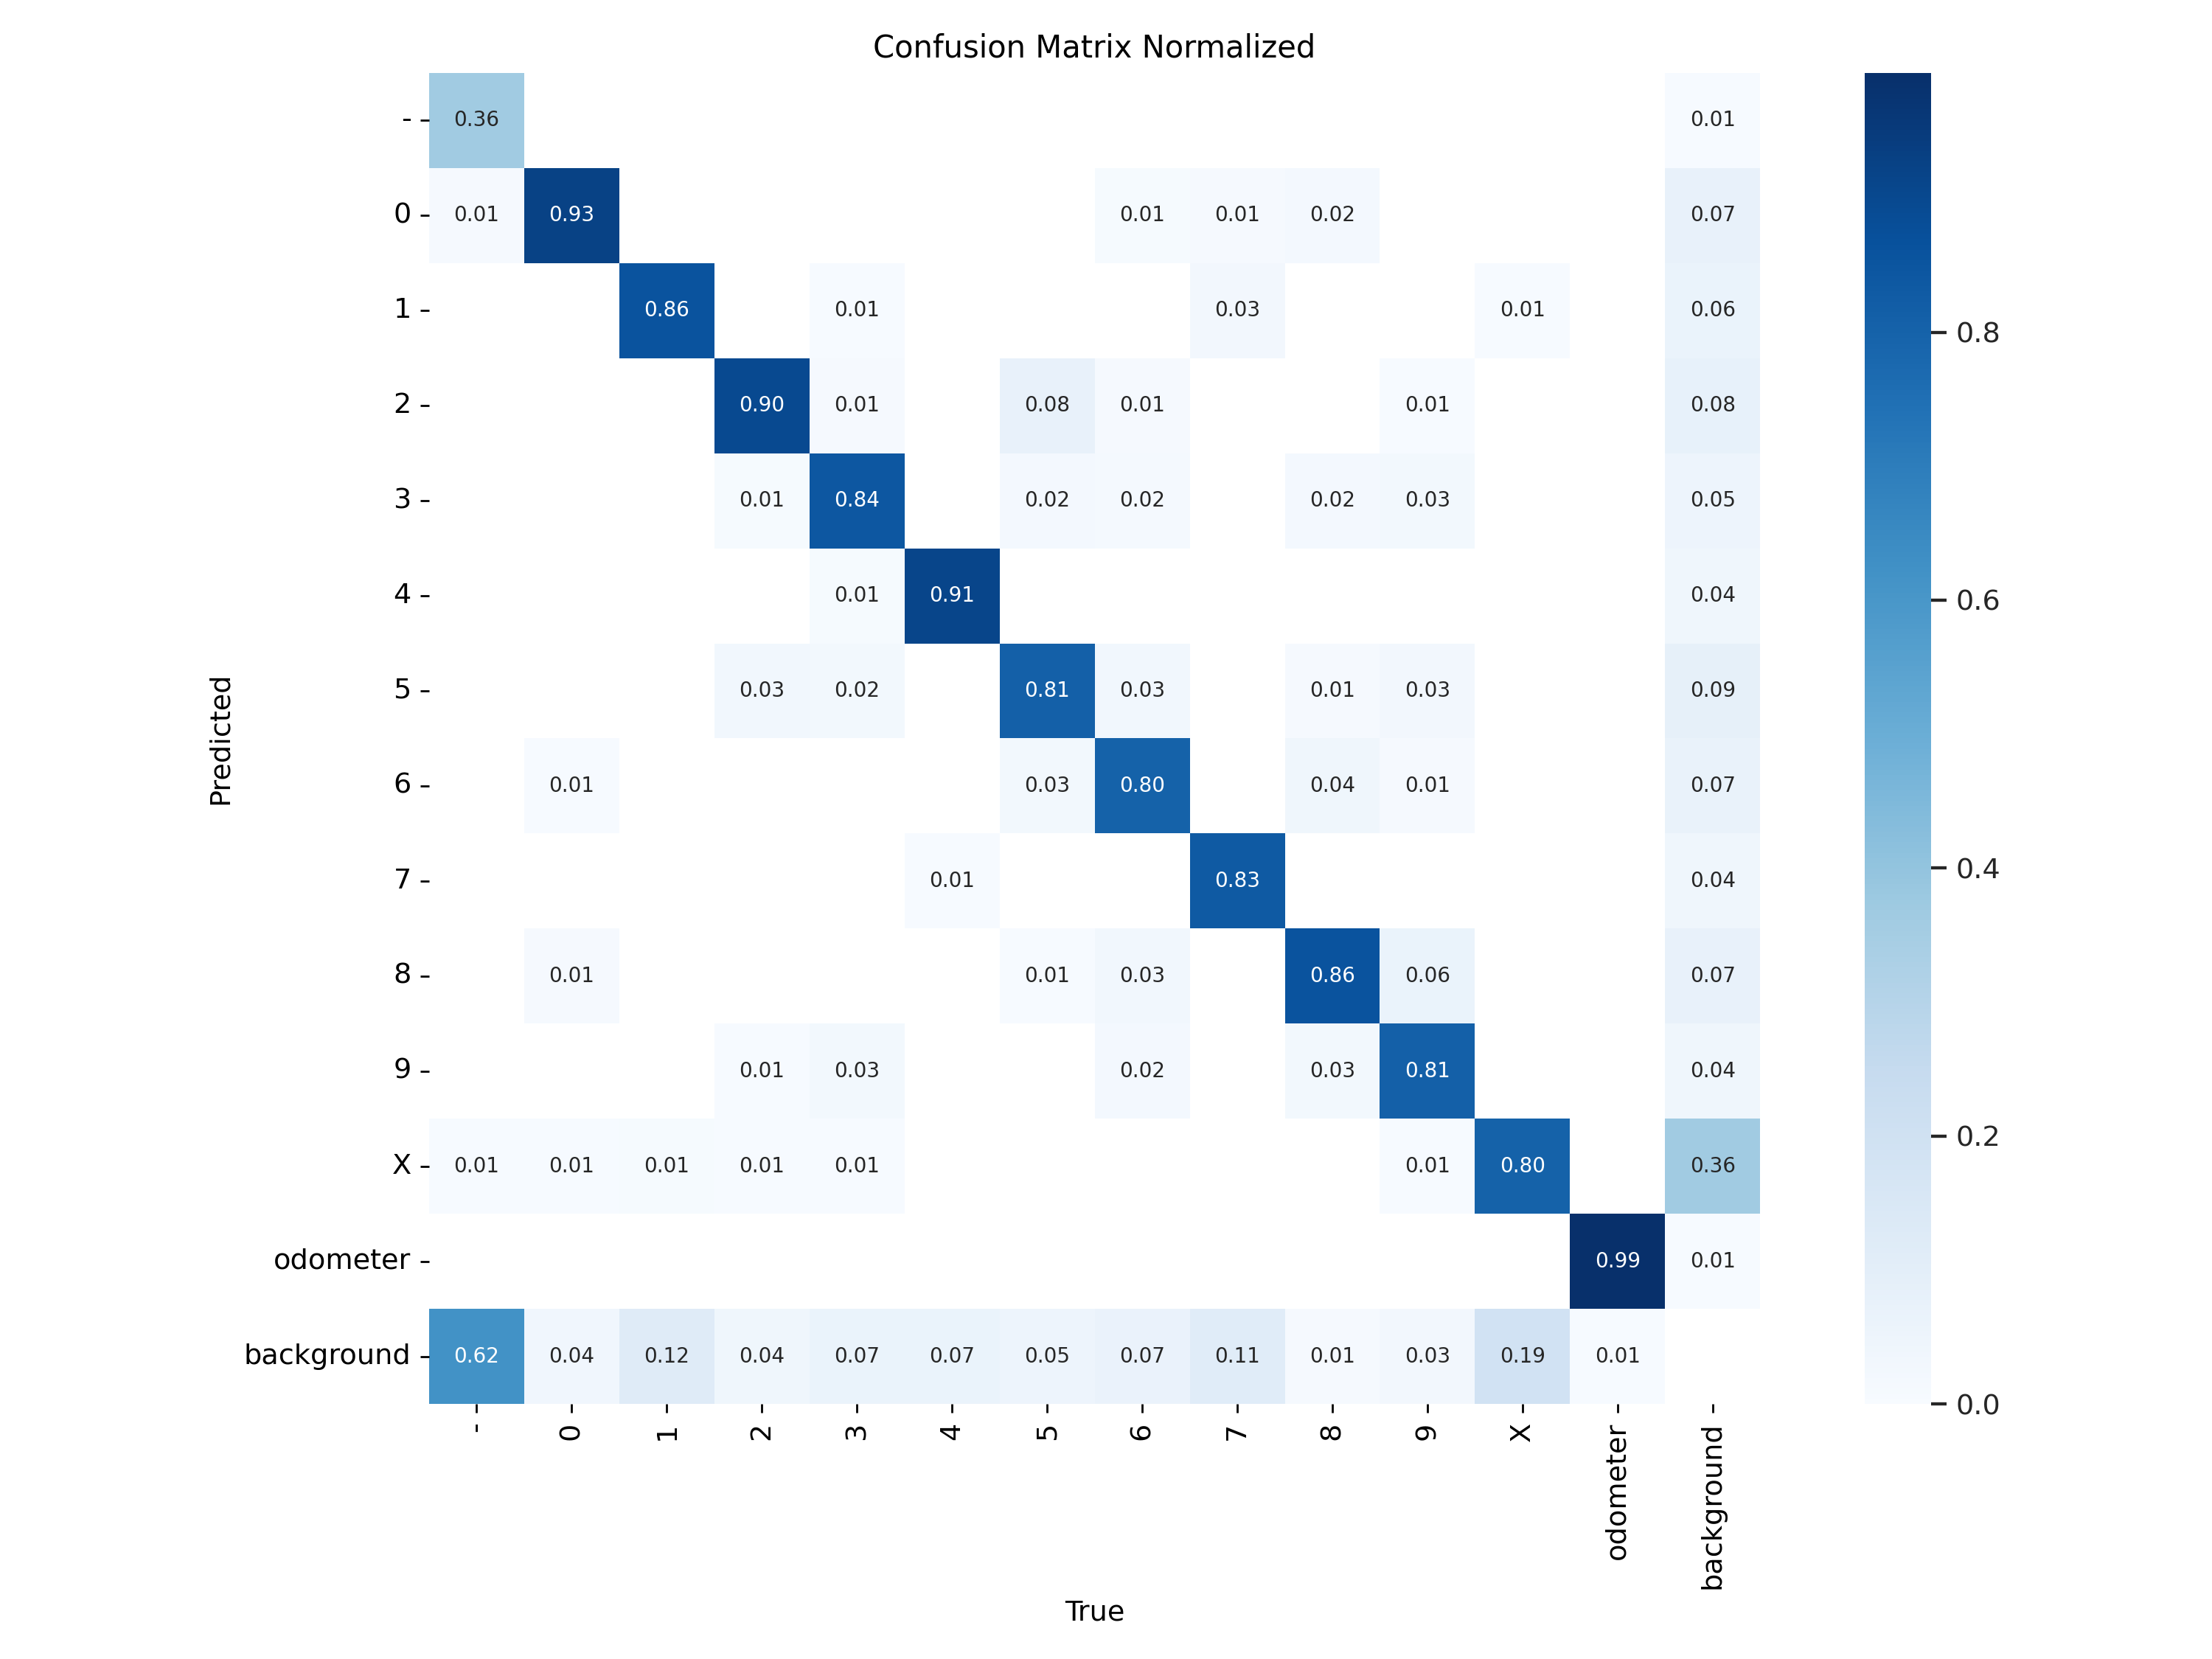 Confusion Matrix Normalized
- 0.36 0.01
0 0.01 0.93 0.01 0.01 0.02 0.07
1 0.86 0.01 0.03 0.01 0.06
2 0.90 0.01 0.08 0.01 0.01 0.08
3 0.01 0.84 0.02 0.02 0.02 0.03 0.05
4 0.01 0.91 0.04
5 0.03 0.02 0.81 0.03 0.01 0.03 0.09
6 0.01 0.03 0.80 0.04 0.01 0.07
7 0.01 0.83 0.04
8 0.01 0.01 0.03 0.86 0.06 0.07
9 0.01 0.03 0.02 0.03 0.81 0.04
X 0.01 0.01 0.01 0.01 0.01 0.01 0.80 0.36
odometer 0.99 0.01
background 0.62 0.04 0.12 0.04 0.07 0.07 0.05 0.07 0.11 0.01 0.03 0.19 0.01
- 0 1 2 3 4 5 6 7 8 9 X odometer background
True
Predicted
0.8
0.6
0.4
0.2
0.0